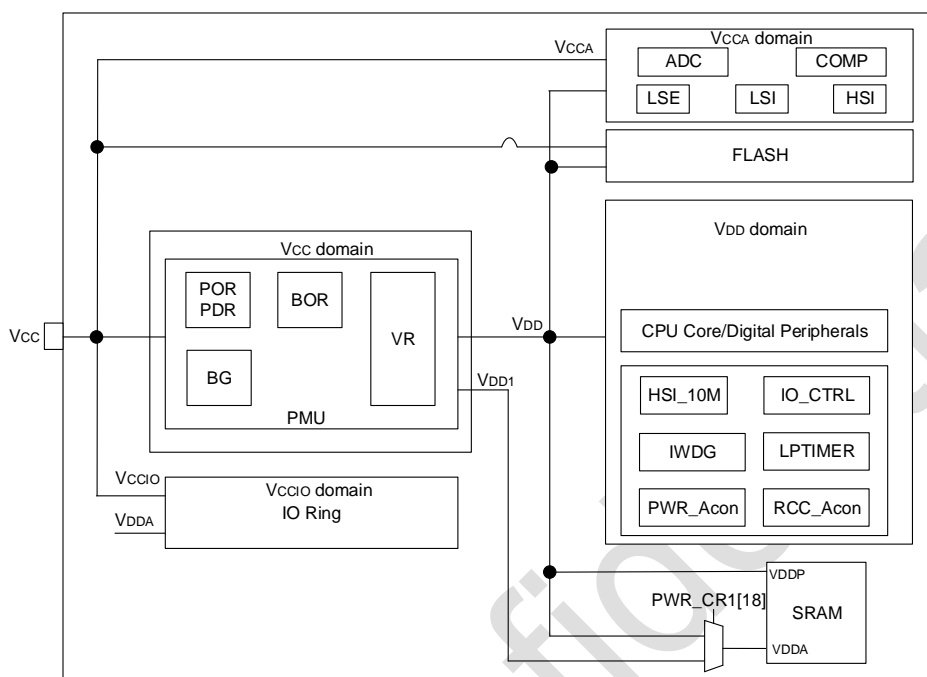 VCCA domain
VCCA
ADC
COMP
LSE
LSI
HSI
FLASH
VCC domain
VDD domain
POR
PDR
BOR
VR
VCC
VDD
CPU Core/Digital Peripherals
BG
VDD1
PMU
HSI_10M
IO_CTRL
IWDG
LPTIMER
VCCIO
VCCIO domain
IO Ring
VDDA
PWR_Acon
RCC_Acon
VDDP
PWR_CR1[18]
SRAM
VDDA